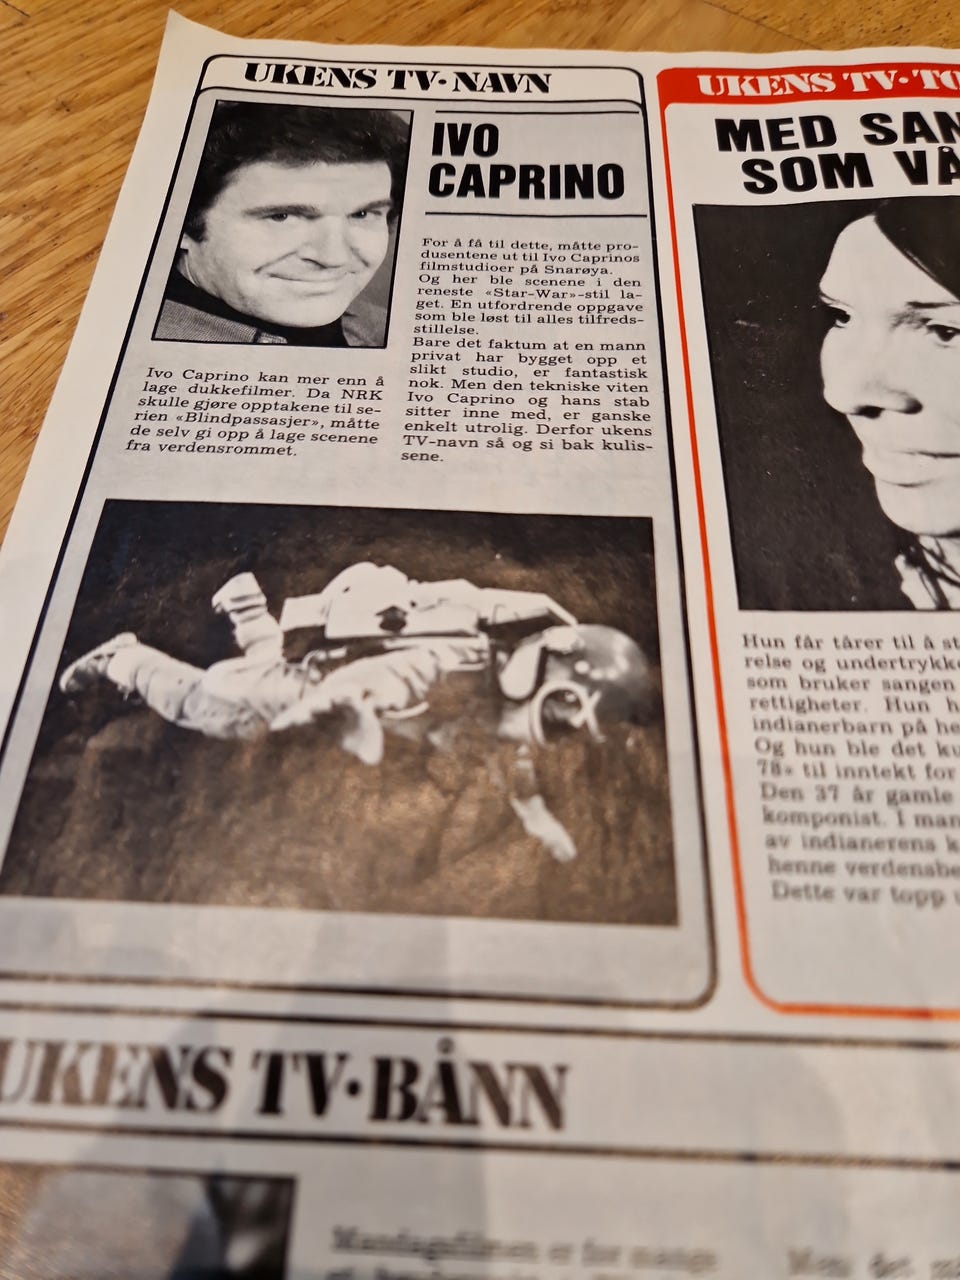 UKENS TV·NAVN
IVO
CAPRINO
Ivo Caprino kan mer enn å
lage dukkefilmer. Da NRK
skulle gjøre opptakene til se-
rien «Blindpassasjer», måtte
de selv gi opp å lage scenene
fra verdensrommet.
For å få til dette, måtte pro-
dusentene ut til Ivo Caprinos
filmstudioer på Snarøya.
Og her ble scenene i den
reneste «Star-War»-stil la-
get. En utfordrende oppgave
som ble løst til alles tilfreds-
stillelse.
Bare det faktum at en mann
privat har bygget opp et
slikt studio, er fantastisk
nok. Men den tekniske viten
Ivo Caprino og hans stab
sitter inne med, er ganske
enkelt utrolig. Derfor ukens
TV-navn så og si bak kulis-
sene.
UKENS TV·TO
MED SAN
SOM VÅ
Hun får tårer til å st
relse og undertrykke
som bruker sangen
rettigheter. Hun h
indianerbarn på he
Og hun ble det ku
78» til inntekt for
Den 37 år gamle
komponist. I man
av indianerens k
henne verdensbe
Dette var topp u
UKENS TV·BÅNN
Mandagsfilmen er for mange
Men det